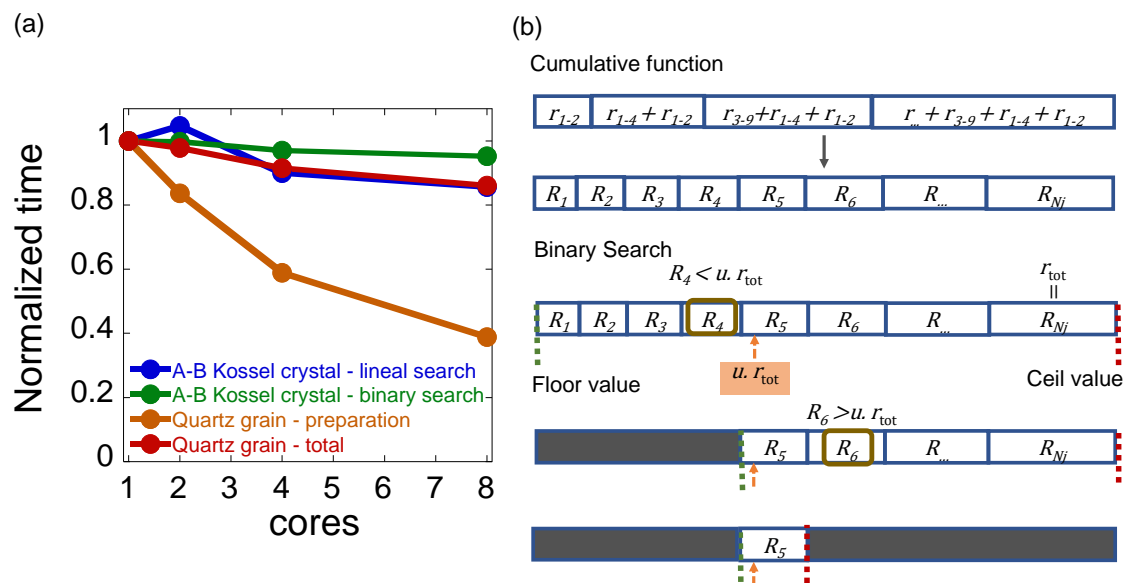 (a)
Normalized time
1
0.8
0.6
0.4
0.2
0
A-B Kossel crystal - lineal search
A-B Kossel crystal - binary search
Quartz grain - preparation
Quartz grain - total
1 2 3 4 5 6 7 8
cores
(b)
Cumulative function
r1-2 r1-4 + r1-2 r3-9+r1-4 + r1-2 r... + r3-9 + r1-4 + r1-2
R1 R2 R3 R4 R5 R6 R... RNj
Binary Search
R4 < u. rtot
rtot
=
R1 R2 R3 R4 R5 R6 R... RNj
u. rtot
Floor value Ceil value
R6 >u. rtot
R5 R6 R... RNj
R5